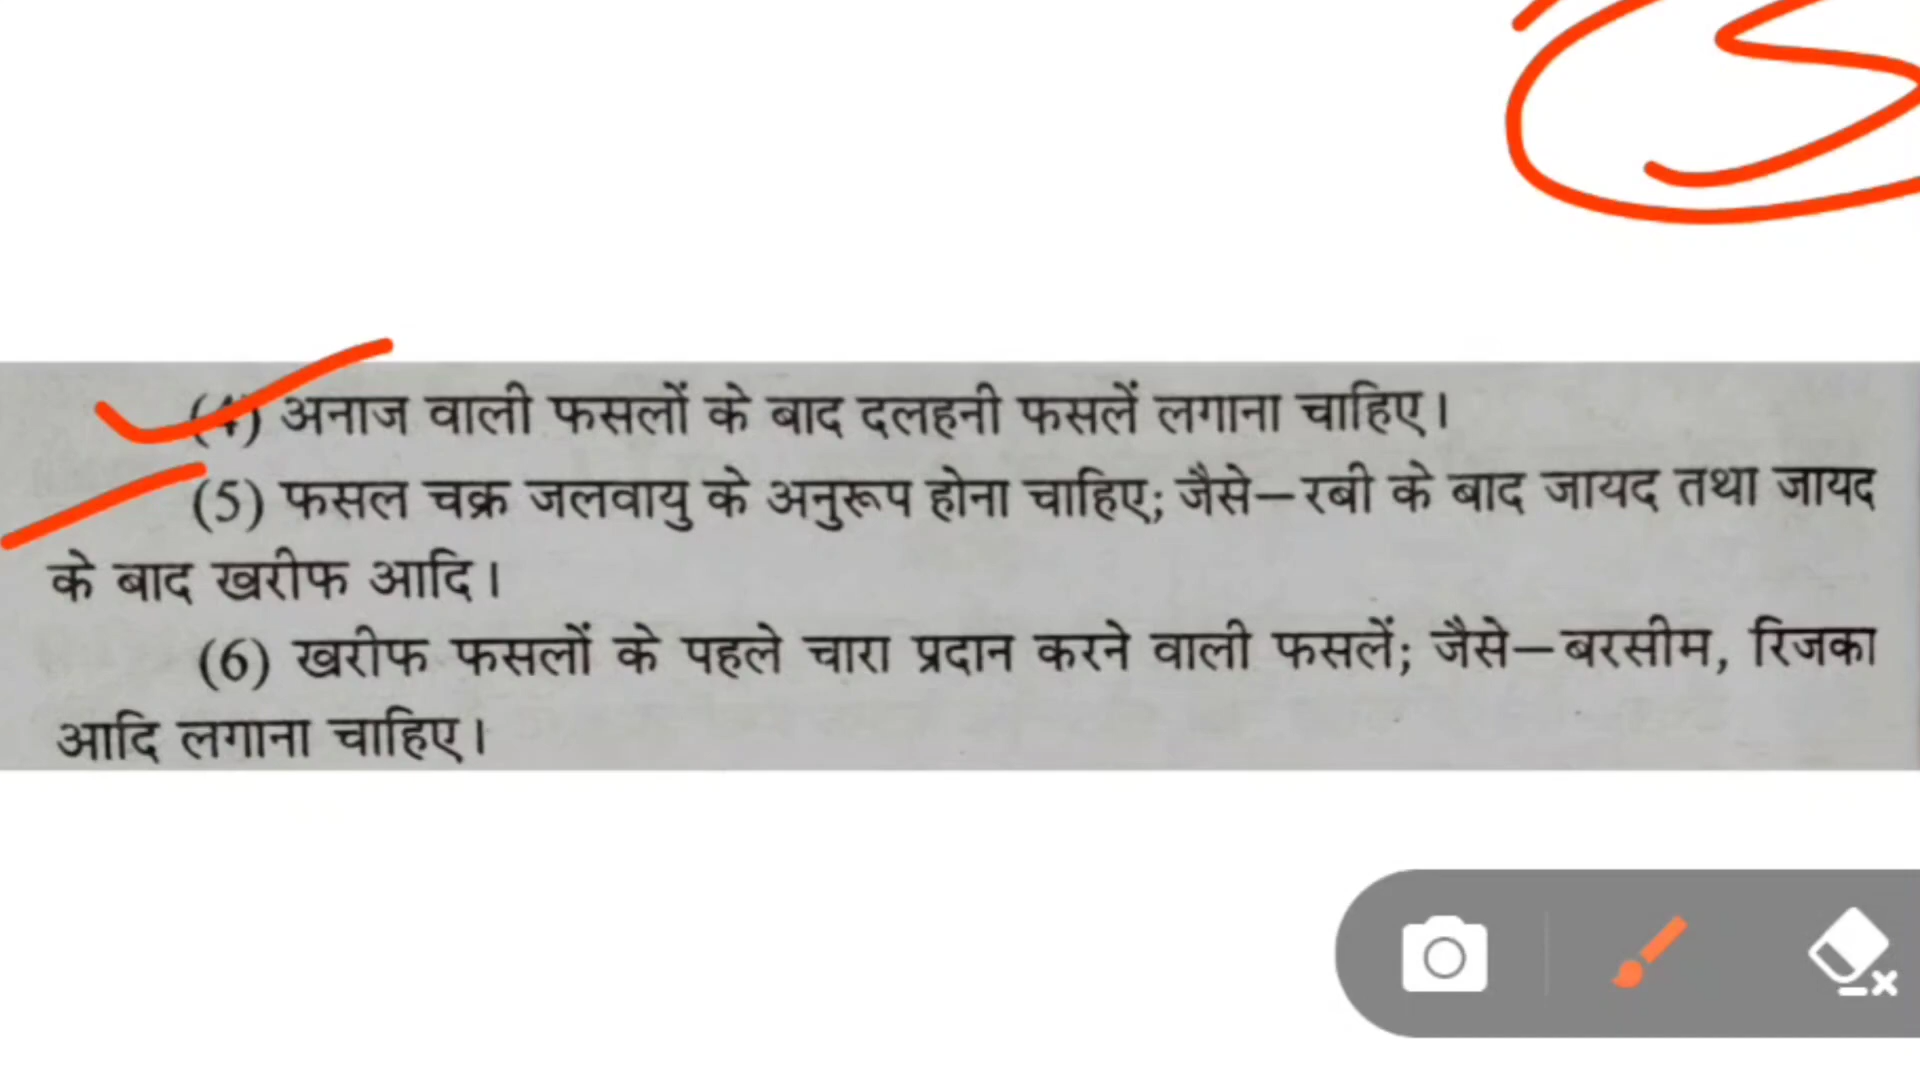 (4) अनाज वाली फसलों के बाद दलहनी फसलें लगाना चाहिए।
(5) फसल चक्र जलवायु के अनुरूप होना चाहिए; जैसे–रबी के बाद जायद तथा जायद
के बाद खरीफ आदि।
(6) खरीफ फसलों के पहले चारा प्रदान करने वाली फसलें; जैसे–बरसीम, रिजका
आदि लगाना चाहिए।